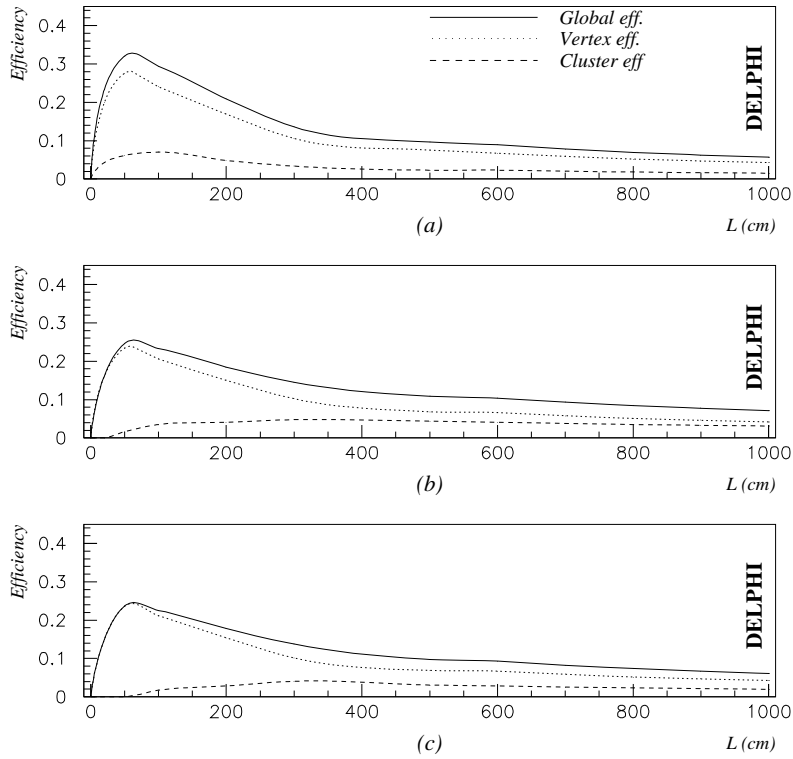 Efficiency
0.4
0.3
0.2
0.1
0
Global eff.
Vertex eff.
Cluster eff
DELPHI
0 200 400 600 800 1000
(a)
L (cm)
Efficiency
0.4
0.3
0.2
0.1
0
DELPHI
0 200 400 600 800 1000
(b)
L (cm)
Efficiency
0.4
0.3
0.2
0.1
0
DELPHI
0 200 400 600 800 1000
(c)
L (cm)